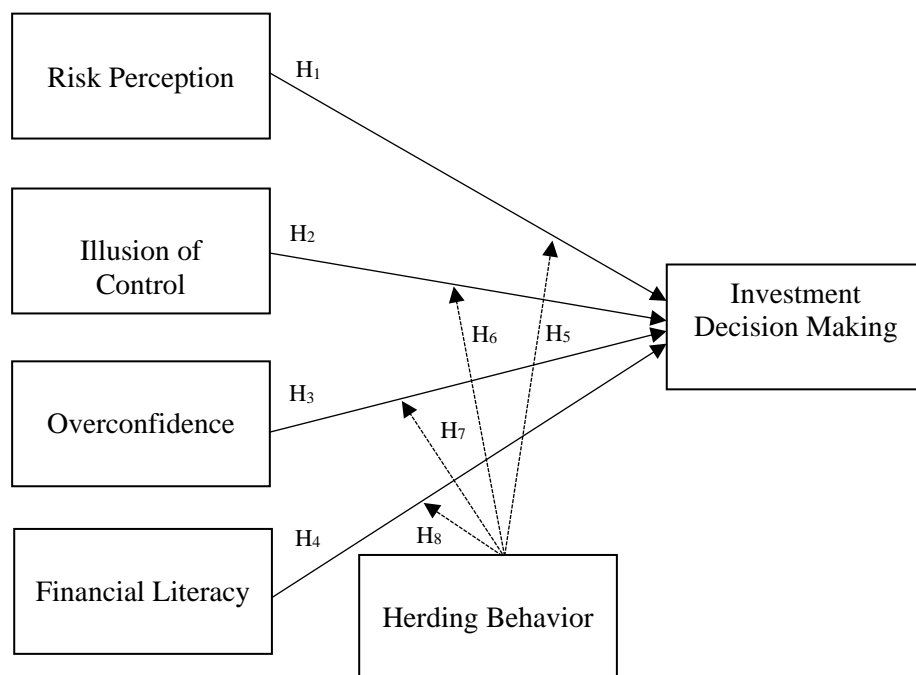 Risk Perception
H1
Illusion of
Control
H2
Investment
Decision Making
H6
H5
Overconfidence
H3
H7
Financial Literacy
H4
H8
Herding Behavior